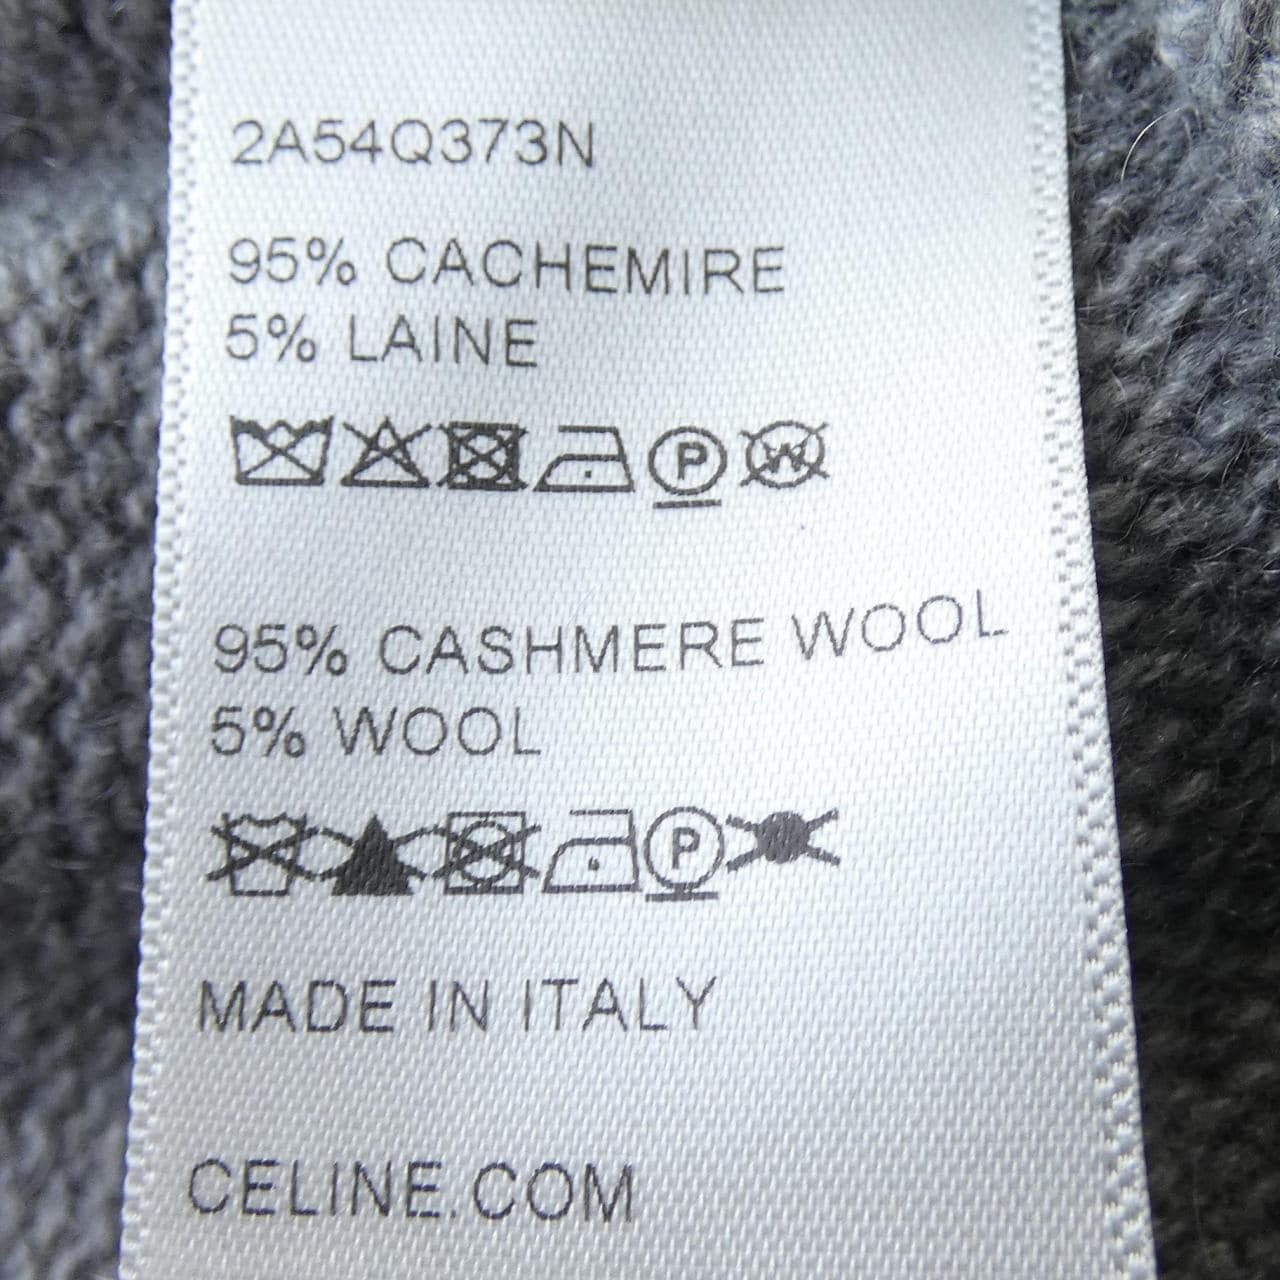 2A54Q373N
95% CACHEMIRE
5% LAINE
P W
95% CASHMERE WOOL
5% WOOL
P
MADE IN ITALY
CELINE.COM